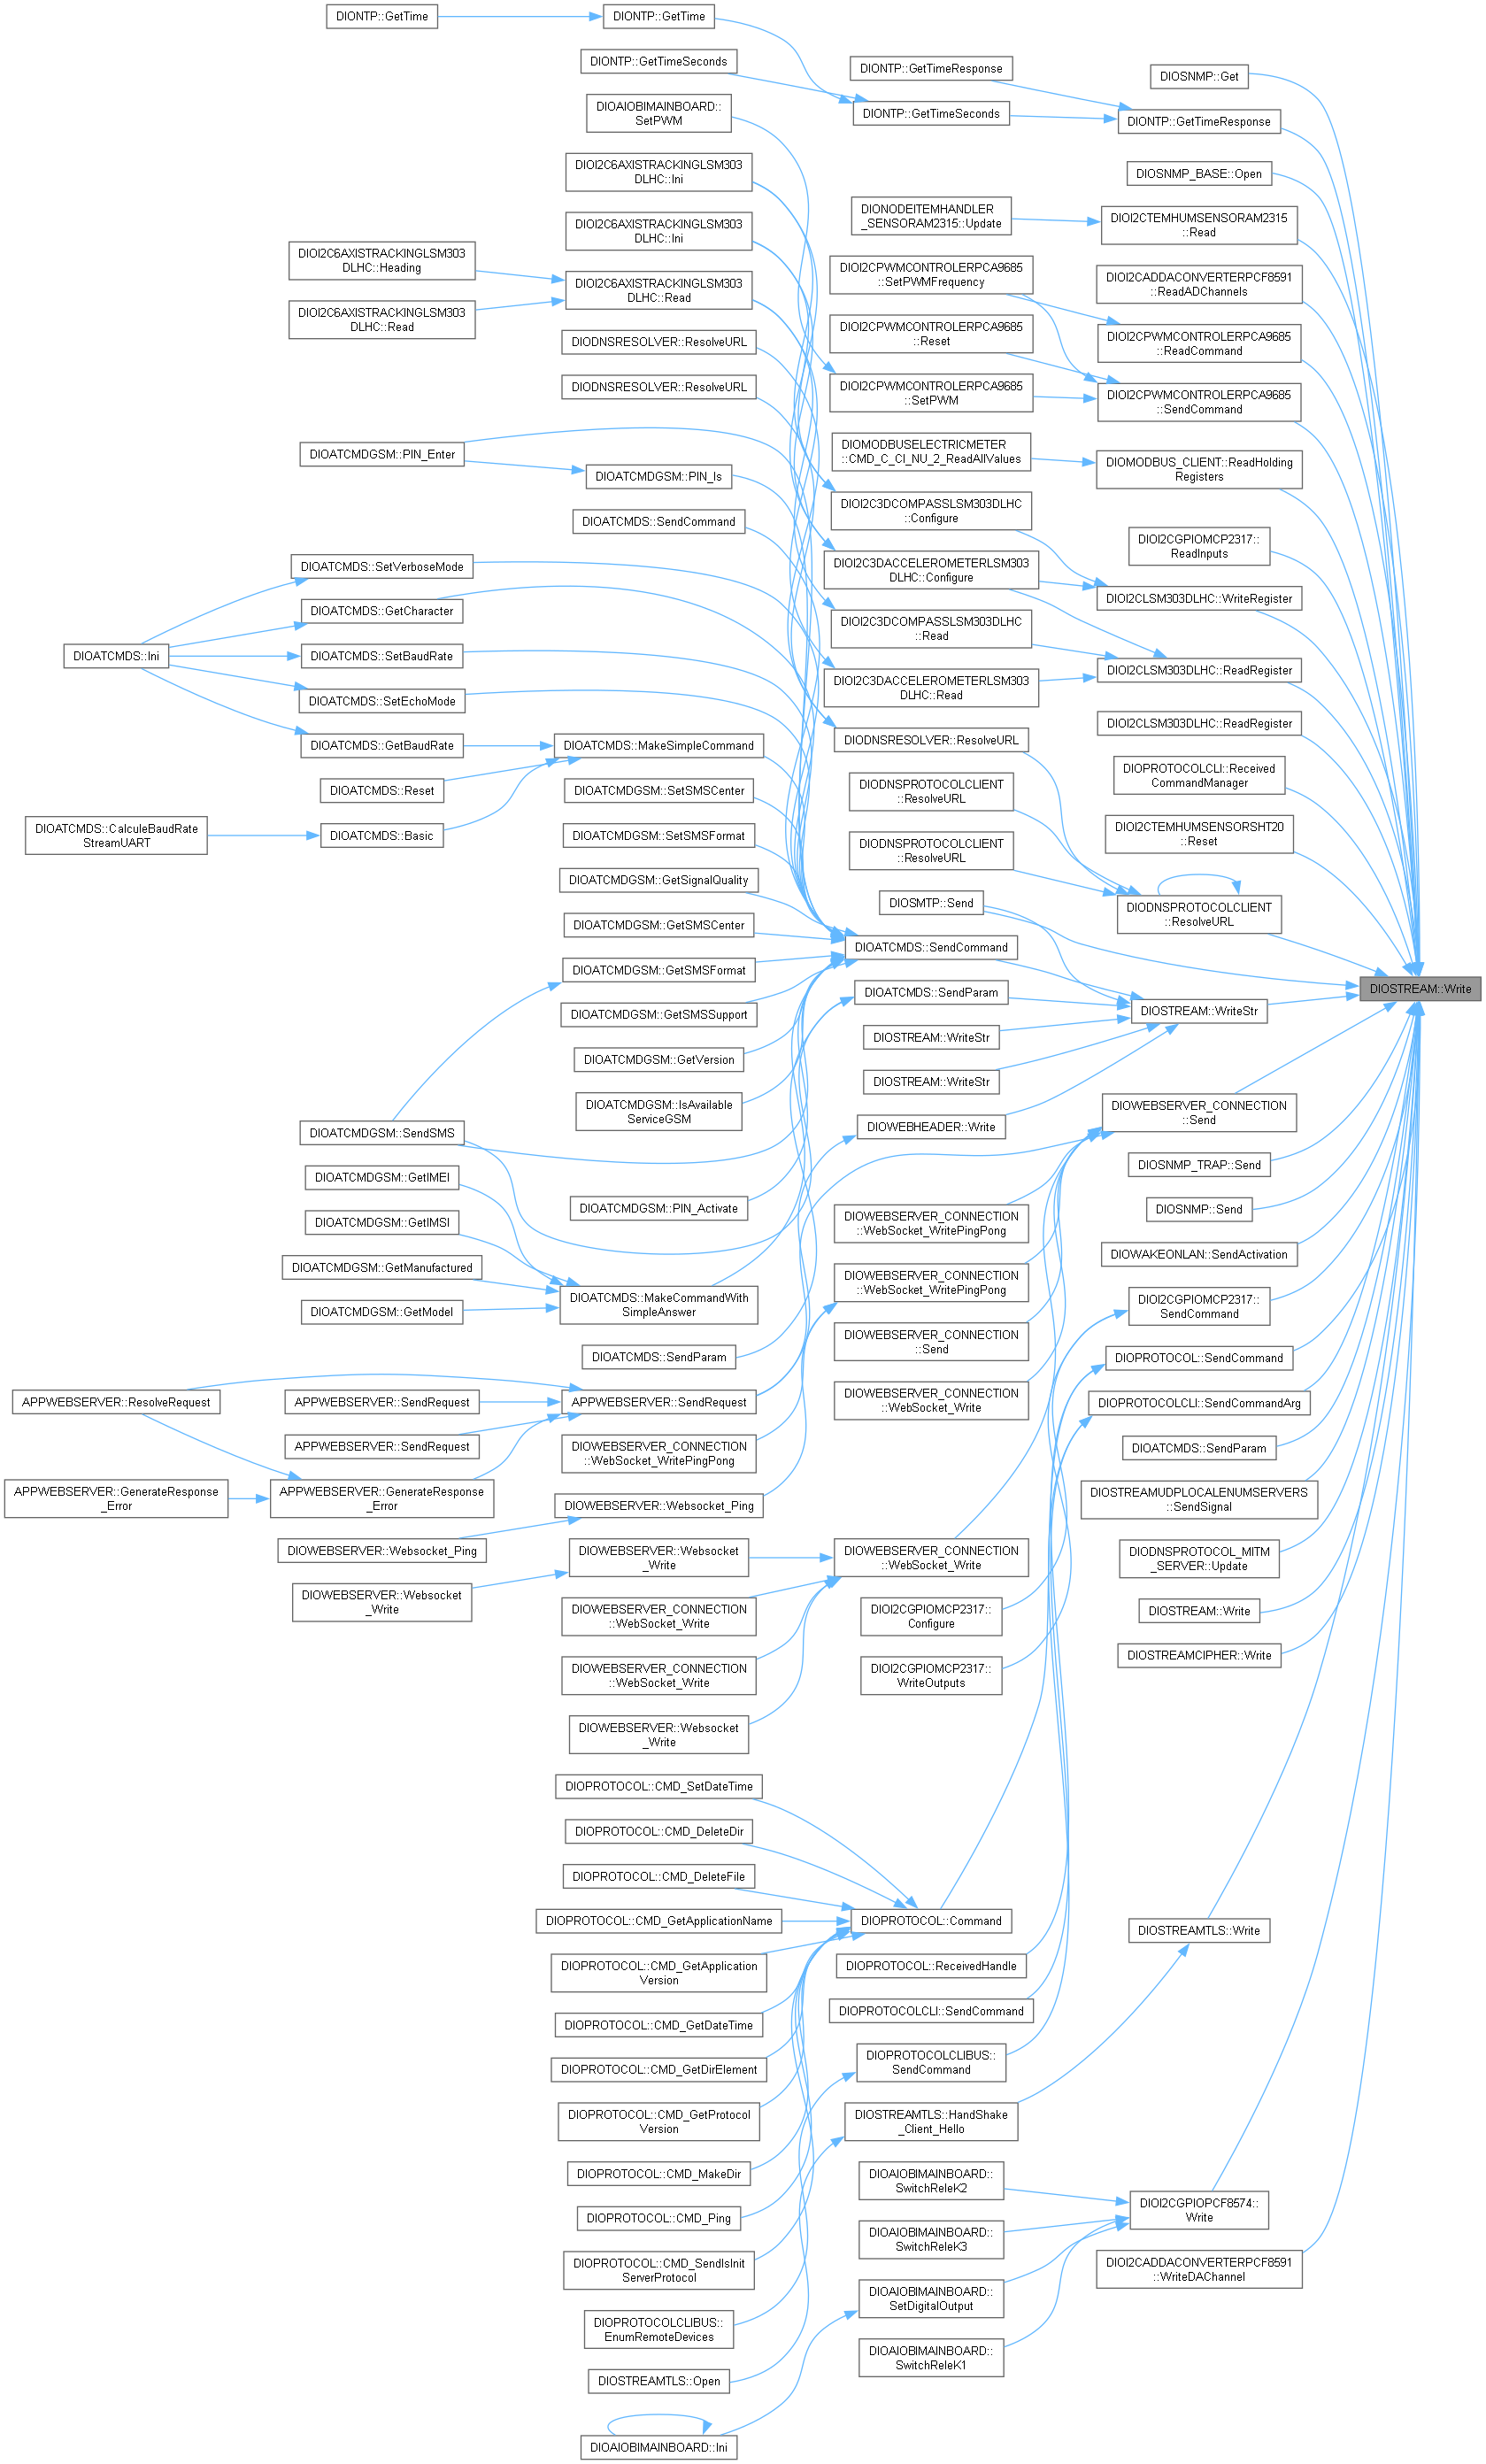 DIONTP::GetTime
DIONTP::GetTime
DIONTP::GetTimeSeconds
DIONTP::GetTimeResponse
DIOSNMP::Get
DIOAIOBIMAINBOARD::
SetPWM
DIONTP::GetTimeSeconds
DIONTP::GetTimeResponse
DIOI2C6AXISTRACKINGLSM303
DLHC::Ini
DIOSNMP_BASE::Open
DIOI2C6AXISTRACKINGLSM303
DLHC::Ini
DIONODEITEMHANDLER
_SENSORAM2315::Update
DIOI2CTEMHUMSENSORAM2315
::Read
DIOI2C6AXISTRACKINGLSM303
DLHC::Heading
DIOI2C6AXISTRACKINGLSM303
DLHC::Read
DIOI2CPWMCONTROLERPCA9685
::SetPWMFrequency
DIOI2CADDACONVERTERPCF8591
::ReadADChannels
DIOI2C6AXISTRACKINGLSM303
DLHC::Read
DIOI2CPWMCONTROLERPCA9685
::Reset
DIOI2CPWMCONTROLERPCA9685
::ReadCommand
DIODNSRESOLVER::ResolveURL
DIODNSRESOLVER::ResolveURL
DIOI2CPWMCONTROLERPCA9685
::SetPWM
DIOI2CPWMCONTROLERPCA9685
::SendCommand
DIOATCMDGSM::PIN_Enter
DIOATCMDGSM::PIN_Is
DIOMODBUSELECTRICMETER
::CMD_C_CI_NU_2_ReadAllValues
DIOMODBUS_CLIENT::ReadHolding
Registers
DIOATCMDS::SendCommand
DIOI2C3DCOMPASSLSM303DLHC
::Configure
DIOI2CGPIOMCP2317::
ReadInputs
DIOATCMDS::SetVerboseMode
DIOI2C3DACCELEROMETERLSM303
DLHC::Configure
DIOI2CLSM303DLHC::WriteRegister
DIOATCMDS::GetCharacter
DIOI2C3DCOMPASSLSM303DLHC
::Read
DIOATCMDS::Ini
DIOATCMDS::SetBaudRate
DIOI2C3DACCELEROMETERLSM303
DLHC::Read
DIOI2CLSM303DLHC::ReadRegister
DIOATCMDS::SetEchoMode
DIOI2CLSM303DLHC::ReadRegister
DIOATCMDS::GetBaudRate
DIOATCMDS::MakeSimpleCommand
DIODNSRESOLVER::ResolveURL
DIOATCMDS::Reset
DIOATCMDGSM::SetSMSCenter
DIODNSPROTOCOLCLIENT
::ResolveURL
DIOPROTOCOLCLI::Received
CommandManager
DIOATCMDS::CalculeBaudRate
StreamUART
DIOATCMDS::Basic
DIOATCMDGSM::SetSMSFormat
DIODNSPROTOCOLCLIENT
::ResolveURL
DIOI2CTEMHUMSENSORSHT20
::Reset
DIOATCMDGSM::GetSignalQuality
DIOSMTP::Send
DIODNSPROTOCOLCLIENT
::ResolveURL
DIOATCMDGSM::GetSMSCenter
DIOATCMDS::SendCommand
DIOATCMDGSM::GetSMSFormat
DIOATCMDS::SendParam
DIOSTREAM::Write
DIOATCMDGSM::GetSMSSupport
DIOSTREAM::WriteStr
DIOSTREAM::WriteStr
DIOATCMDGSM::GetVersion
DIOSTREAM::WriteStr
DIOATCMDGSM::IsAvailable
ServiceGSM
DIOWEBSERVER_CONNECTION
::Send
DIOATCMDGSM::SendSMS
DIOWEBHEADER::Write
DIOSNMP_TRAP::Send
DIOATCMDGSM::GetIMEI
DIOATCMDGSM::PIN_Activate
DIOSNMP::Send
DIOATCMDGSM::GetIMSI
DIOWEBSERVER_CONNECTION
::WebSocket_WritePingPong
DIOWAKEONLAN::SendActivation
DIOATCMDGSM::GetManufactured
DIOWEBSERVER_CONNECTION
::WebSocket_WritePingPong
DIOATCMDGSM::GetModel
DIOATCMDS::MakeCommandWith
SimpleAnswer
DIOI2CGPIOMCP2317::
SendCommand
DIOATCMDS::SendParam
DIOWEBSERVER_CONNECTION
::Send
DIOPROTOCOL::SendCommand
APPWEBSERVER::ResolveRequest
APPWEBSERVER::SendRequest
APPWEBSERVER::SendRequest
DIOWEBSERVER_CONNECTION
::WebSocket_Write
DIOPROTOCOLCLI::SendCommandArg
APPWEBSERVER::SendRequest
DIOWEBSERVER_CONNECTION
::WebSocket_WritePingPong
DIOATCMDS::SendParam
APPWEBSERVER::GenerateResponse
_Error
APPWEBSERVER::GenerateResponse
_Error
DIOWEBSERVER::Websocket_Ping
DIOSTREAMUDPLOCALENUMSERVERS
::SendSignal
DIOWEBSERVER::Websocket_Ping
DIOWEBSERVER::Websocket
_Write
DIOWEBSERVER_CONNECTION
::WebSocket_Write
DIODNSPROTOCOL_MITM
_SERVER::Update
DIOWEBSERVER::Websocket
_Write
DIOWEBSERVER_CONNECTION
::WebSocket_Write
DIOI2CGPIOMCP2317::
Configure
DIOSTREAM::Write
DIOWEBSERVER_CONNECTION
::WebSocket_Write
DIOI2CGPIOMCP2317::
WriteOutputs
DIOSTREAMCIPHER::Write
DIOWEBSERVER::Websocket
_Write
DIOPROTOCOL::CMD_SetDateTime
DIOPROTOCOL::CMD_DeleteDir
DIOPROTOCOL::CMD_DeleteFile
DIOPROTOCOL::CMD_GetApplicationName
DIOPROTOCOL::Command
DIOSTREAMTLS::Write
DIOPROTOCOL::CMD_GetApplication
Version
DIOPROTOCOL::ReceivedHandle
DIOPROTOCOL::CMD_GetDateTime
DIOPROTOCOLCLI::SendCommand
DIOPROTOCOL::CMD_GetDirElement
DIOPROTOCOLCLIBUS::
SendCommand
DIOPROTOCOL::CMD_GetProtocol
Version
DIOSTREAMTLS::HandShake
_Client_Hello
DIOPROTOCOL::CMD_MakeDir
DIOAIOBIMAINBOARD::
SwitchReleK2
DIOPROTOCOL::CMD_Ping
DIOAIOBIMAINBOARD::
SwitchReleK3
DIOI2CGPIOPCF8574::
Write
DIOPROTOCOL::CMD_SendIsInit
ServerProtocol
DIOAIOBIMAINBOARD::
SetDigitalOutput
DIOI2CADDACONVERTERPCF8591
::WriteDAChannel
DIOPROTOCOLCLIBUS::
EnumRemoteDevices
DIOAIOBIMAINBOARD::
SwitchReleK1
DIOSTREAMTLS::Open
DIOAIOBIMAINBOARD::Ini